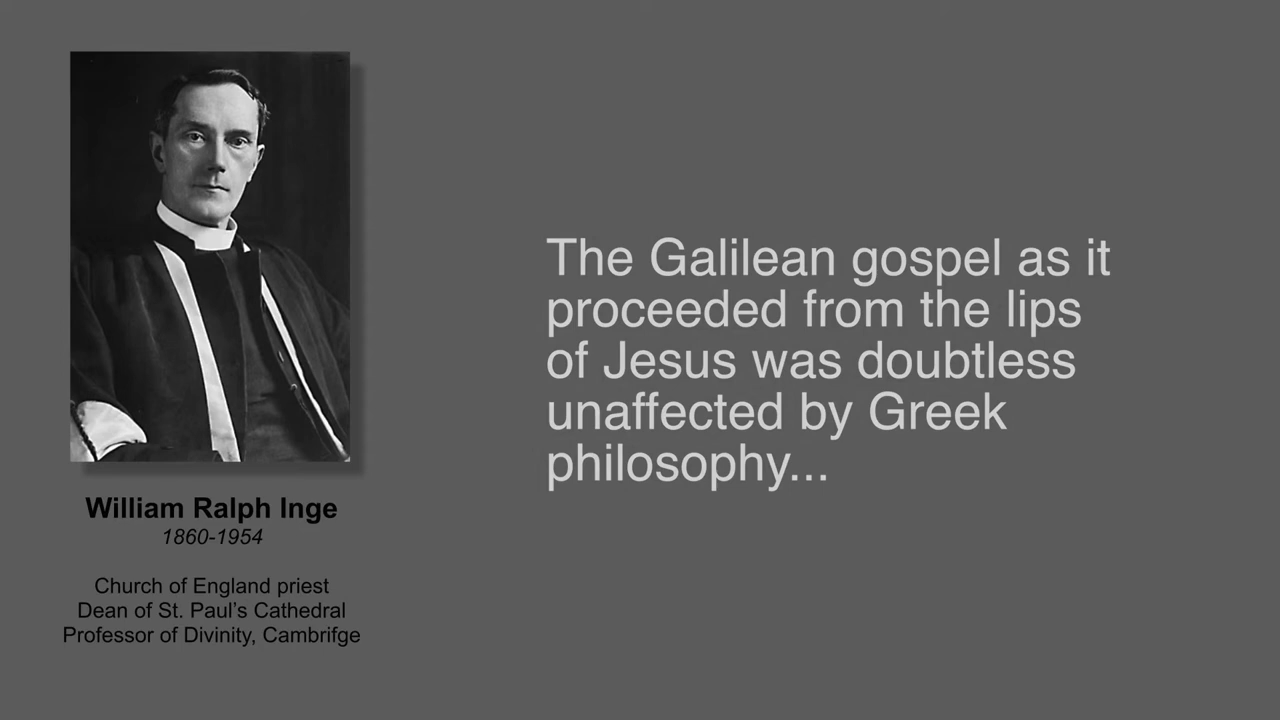 William Ralph Inge
1860-1954
Church of England priest
Dean of St. Paul's Cathedral
Professor of Divinity, Cambrifge
The Galilean gospel as it
proceeded from the lips
of Jesus was doubtless
unaffected by Greek
philosophy...